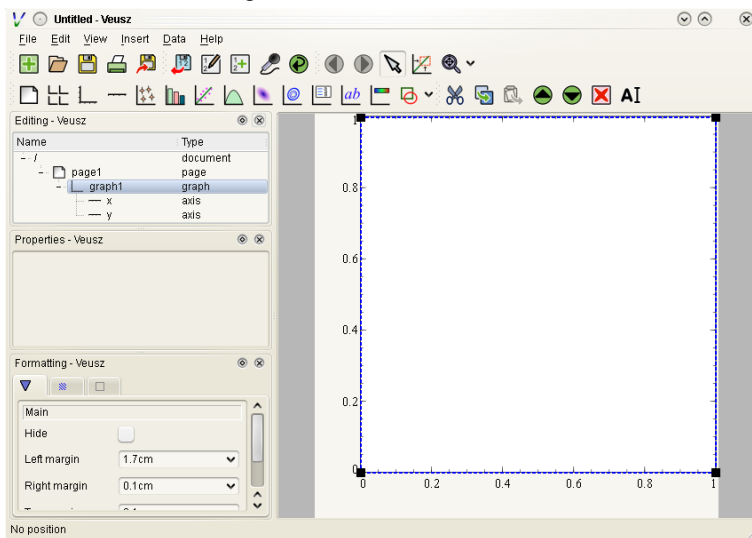 Untitled - Veusz
File Edit View Insert Data Help
ab AI
Editing - Veusz
Name Type
/ document
page1 page
graph1 graph
x axis
y axis
Properties - Veusz
Formatting - Veusz
Main
Hide
Left margin 1.7cm
Right margin 0.1cm
No position
1
0.8
0.6
0.4
0.2
0
0 0.2 0.4 0.6 0.8 1